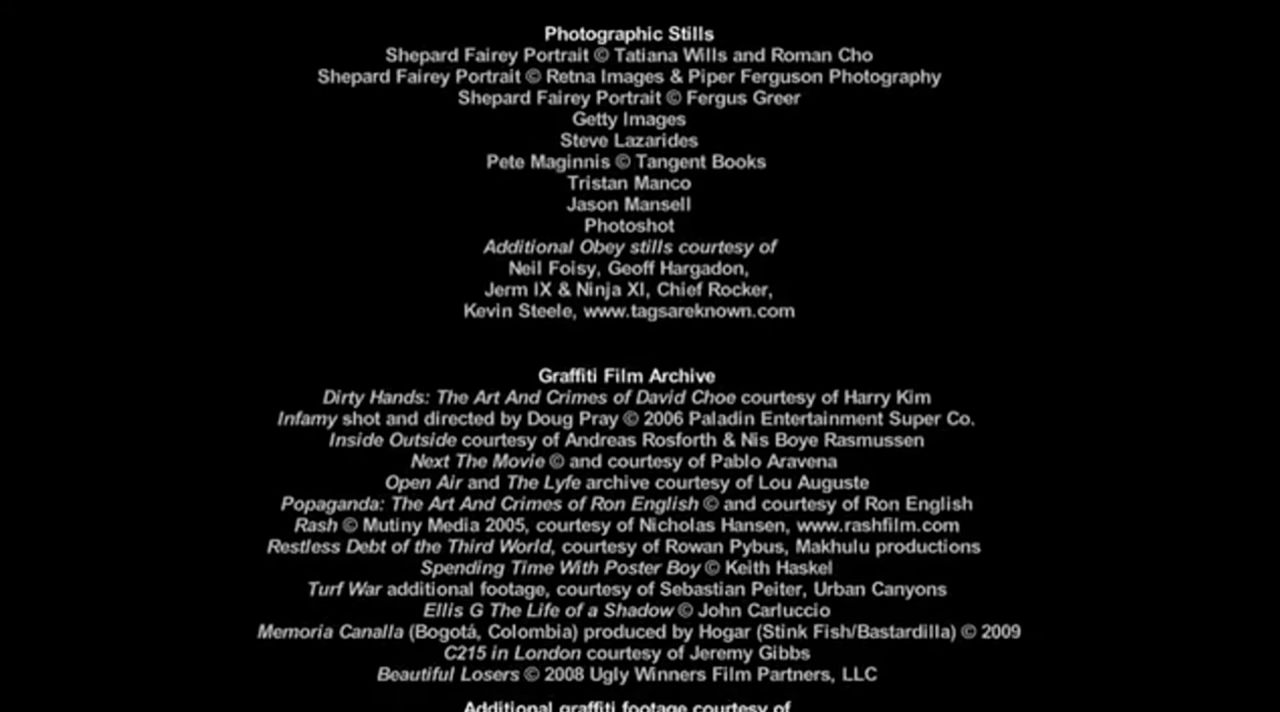 Photographic Stills
Shepard Fairey Portrait © Tatiana Wills and Roman Cho
Shepard Fairey Portrait © Retna Images & Piper Ferguson Photography
Shepard Fairey Portrait © Fergus Greer
Getty Images
Steve Lazarides
Pete Maginnis © Tangent Books
Tristan Manco
Jason Mansell
Photoshot
Additional Obey stills courtesy of
Neil Foisy, Geoff Hargadon,
Jerm IX & Ninja XI, Chief Rocker,
Kevin Steele, www.tagsareknown.com
Graffiti Film Archive
Dirty Hands: The Art And Crimes of David Choe courtesy of Harry Kim
Infamy shot and directed by Doug Pray © 2006 Paladin Entertainment Super Co.
Inside Outside courtesy of Andreas Rosforth & Nis Boye Rasmussen
Next The Movie © and courtesy of Pablo Aravena
Open Air and The Lyfe archive courtesy of Lou Auguste
Popaganda: The Art And Crimes of Ron English © and courtesy of Ron English
Rash © Mutiny Media 2005, courtesy of Nicholas Hansen, www.rashfilm.com
Restless Debt of the Third World, courtesy of Rowan Pybus, Makhulu productions
Spending Time With Poster Boy © Keith Haskel
Turf War additional footage, courtesy of Sebastian Peiter, Urban Canyons
Ellis G The Life of a Shadow © John Carluccio
Memoria Canalla (Bogotá, Colombia) produced by Hogar (Stink Fish/Bastardilla) © 2009
C215 in London courtesy of Jeremy Gibbs
Beautiful Losers © 2008 Ugly Winners Film Partners, LLC
Additional graffiti footage courtesy of